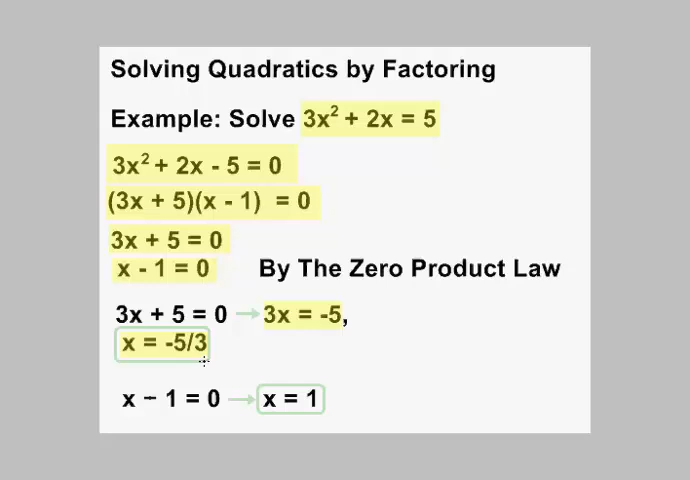 Solving Quadratics by Factoring
Example: Solve 3x² + 2x = 5
3x² + 2x - 5 = 0
(3x + 5)(x - 1) = 0
3x + 5 = 0
x - 1 = 0 By The Zero Product Law
3x + 5 = 0 → 3x = -5,
x = -5/3
x − 1 = 0 → x = 1